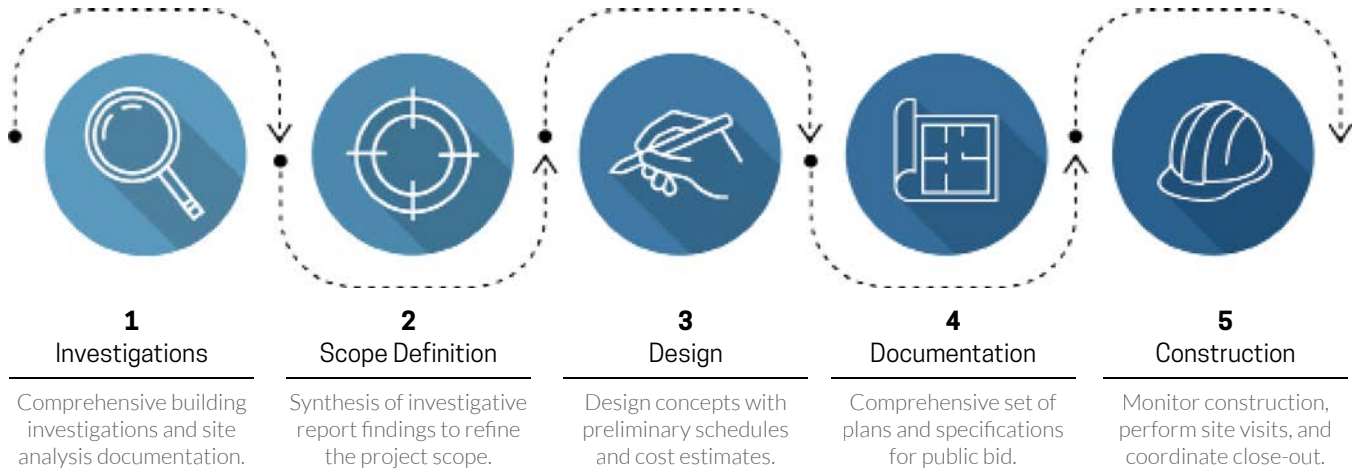 1
Investigations
Comprehensive building
investigations and site
analysis documentation.
2
Scope Definition
Synthesis of investigative
report findings to refine
the project scope.
3
Design
Design concepts with
preliminary schedules
and cost estimates.
4
Documentation
Comprehensive set of
plans and specifications
for public bid.
5
Construction
Monitor construction,
perform site visits, and
coordinate close-out.